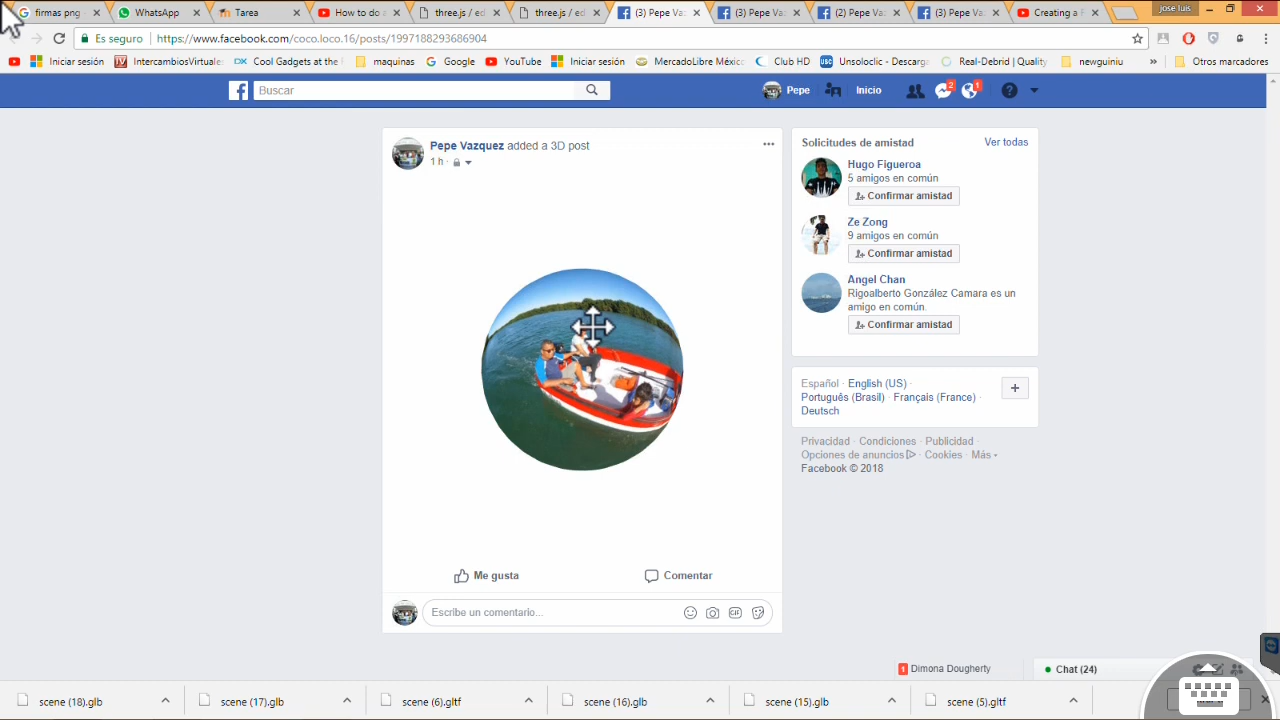 jose luis
firmas png
WhatsApp
Tarea
How to do a
three.js / ed
three.js / ed
(3) Pepe Va
(3) Pepe Va
(2) Pepe Va
(3) Pepe Va
Creating a
Es seguro
https://www.facebook.com/coco.loco.16/posts/1997188293686904
Iniciar sesión
IntercambiosVirtuale
DX Cool Gadgets at the
maquinas
Google
YouTube
Iniciar sesión
MercadoLibre México
Club HD
Unsoloclic - Descarga
Real-Debrid | Quality
newguiniu
»
Otros marcadores
Buscar
Pepe
Inicio
2
1
Pepe Vazquez added a 3D post
1 h
Me gusta
Comentar
Escribe un comentario...
GIF
Solicitudes de amistad
Ver todas
Hugo Figueroa
5 amigos en común
Confirmar amistad
Ze Zong
9 amigos en común
Confirmar amistad
Angel Chan
Rigoalberto González Camara es un
amigo en común.
Confirmar amistad
Español · English (US) ·
Português (Brasil) · Français (France) ·
Deutsch
Privacidad · Condiciones · Publicidad ·
Opciones de anuncios · Cookies · Más
Facebook © 2018
1 Dimona Dougherty
Chat (24)
scene (18).glb
scene (17).glb
scene (6).gltf
scene (16).glb
scene (15).glb
scene (5).gltf